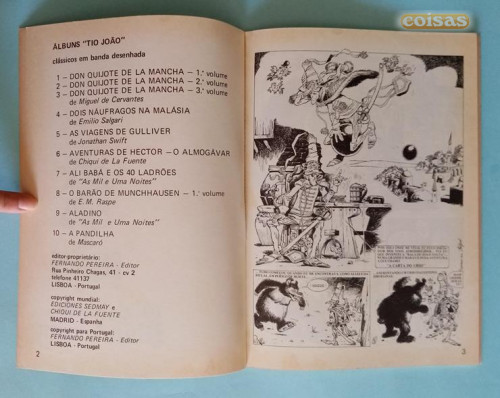 coisas
ÁLBUNS "TIO JOÃO"
clássicos em banda desenhada
1 – DON QUIJOTE DE LA MANCHA – 1.º volume
2 – DON QUIJOTE DE LA MANCHA – 2.º volume
3 – DON QUIJOTE DE LA MANCHA – 3.º volume
de Miguel de Cervantes
4 – DOIS NÁUFRAGOS NA MALÁSIA
de Emilio Salgari
5 – AS VIAGENS DE GULLIVER
de Jonathan Swift
6 – AVENTURAS DE HECTOR – O ALMOGÁVAR
de Chiqui de La Fuente
7 – ALI BABÁ E OS 40 LADRÕES
de "As Mil e Uma Noites"
8 – O BARÃO DE MUNCHHAUSEN – 1.º volume
de E. M. Raspe
9 – ALADINO
de "As Mil e Uma Noites"
10 – A PANDILHA
de Mascaró
editor-proprietário:
FERNANDO PEREIRA - Editor
Rua Pinheiro Chagas, 41 - cv 2
telefone 41137
LISBOA - Portugal
copyright mundial:
EDICIONES SEDMAY e
CHIQUI DE LA FUENTE
MADRID - Espanha
copyright para Portugal:
FERNANDO PEREIRA - Editor
LISBOA - Portugal
2
3